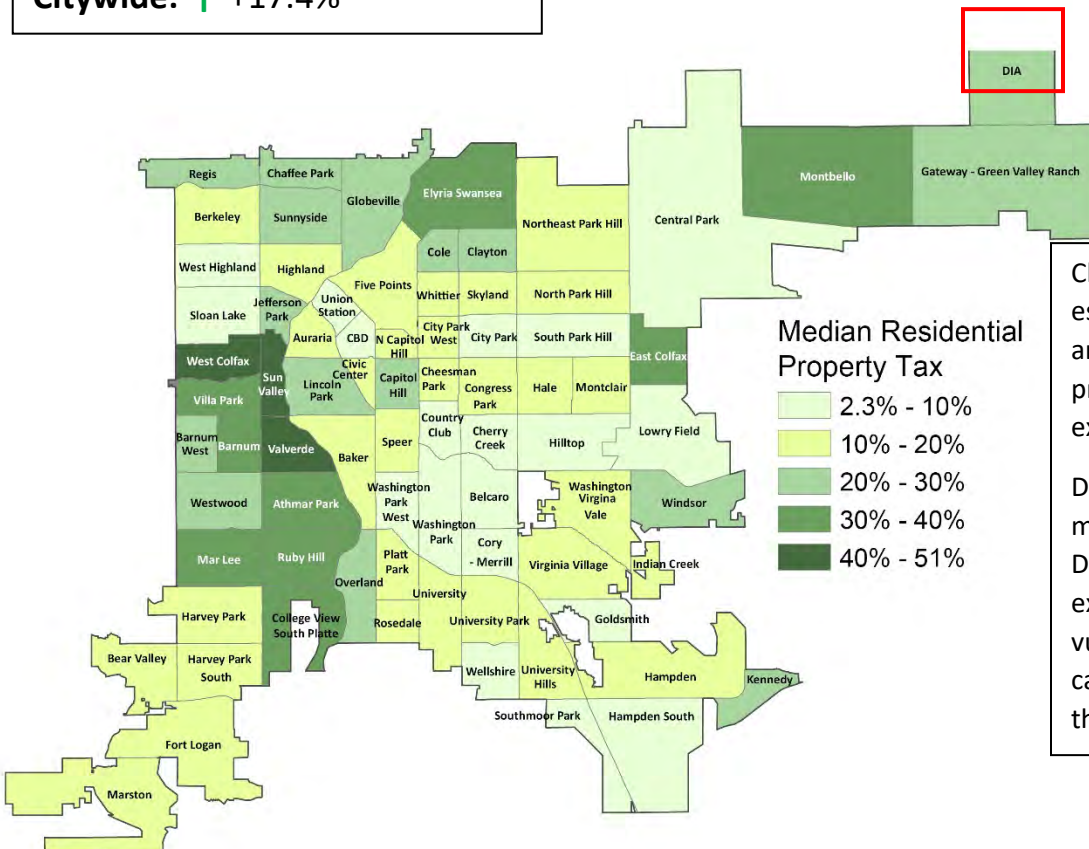 Citywide: ↑ +17.4%
DIA
Regis
Chaffee Park
Elyria Swansea
Montbello
Gateway - Green Valley Ranch
Globeville
Berkeley
Sunnyside
Northeast Park Hill
Central Park
Cole
Clayton
West Highland
Highland
Five Points
Whittier
Skyland
North Park Hill
Union
Station
Jefferson
Park
Sloan Lake
Auraria
CBD
N Capitol
Hill
City Park
West
City Park
South Park Hill
East Colfax
West Colfax
Sun
Valley
Civic
Center
Lincoln
Park
Capitol
Hill
Cheesman
Park
Congress
Park
Hale
Montclair
Villa Park
Country
Club
Cherry
Creek
Hilltop
Lowry Field
Barnum
West
Barnum
Valverde
Baker
Speer
Washington
Park
West
Washington
Park
Belcaro
Washington
Virgina
Vale
Windsor
Westwood
Athmar Park
Cory
- Merrill
Mar Lee
Ruby Hill
Overland
Platt
Park
University
Virginia Village
Indian Creek
Harvey Park
College View
South Platte
Rosedale
University Park
Goldsmith
Bear Valley
Harvey Park
South
Wellshire
University
Hills
Hampden
Kennedy
Southmoor Park
Hampden South
Fort Logan
Marston
Median Residential
Property Tax
2.3% - 10%
10% - 20%
20% - 30%
30% - 40%
40% - 51%